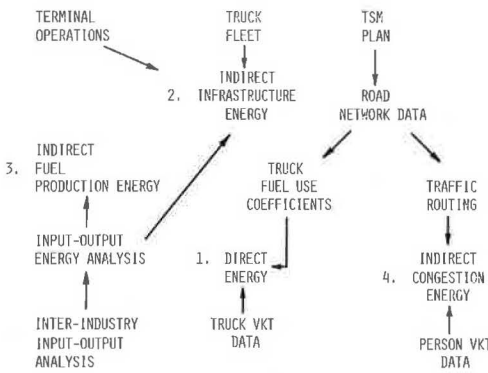 TERMINAL
OPERATIONS
TRUCK
FLEET
TSM
PLAN
INDIRECT
2. INFRASTRUCTURE
ENERGY
ROAD
NETWORK DATA
INDIRECT
3. FUEL
PRODUCTION ENERGY
TRUCK
FUEL USE
COEFFICIENTS
TRAFFIC
ROUTING
INPUT-OUTPUT
ENERGY ANALYSIS
1. DIRECT
ENERGY
INDIRECT
4. CONGESTION
ENERGY
INTER-INDUSTRY
INPUT-OUTPUT
ANALYSIS
TRUCK VKT
DATA
PERSON VKT
DATA